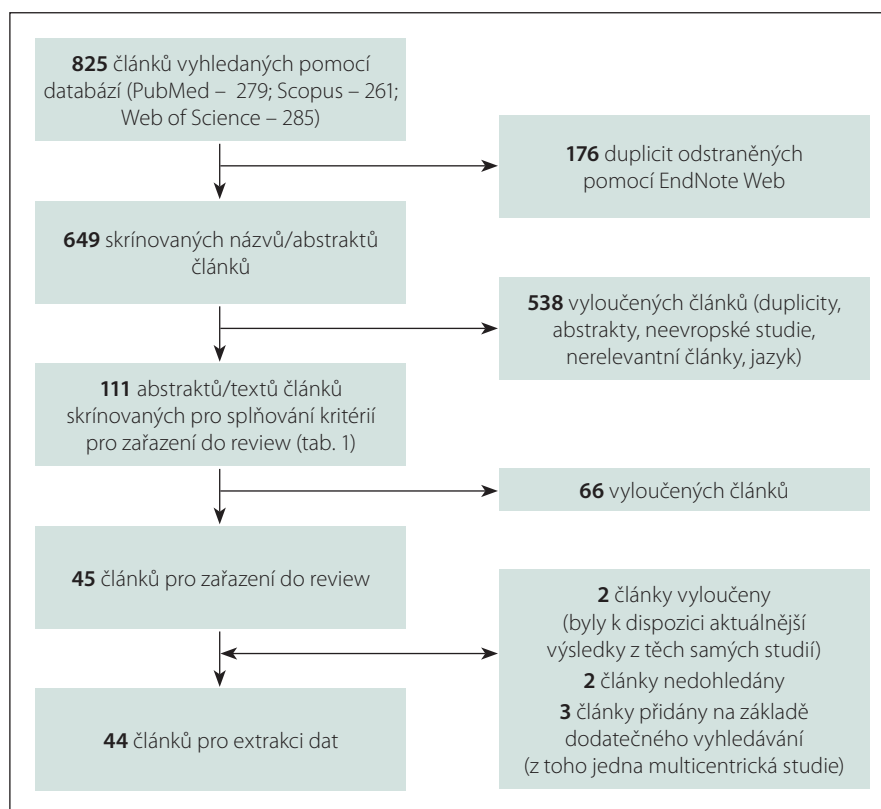 825 článků vyhledaných pomocí
databází (PubMed – 279; Scopus – 261;
Web of Science – 285)
176 duplicit odstraněných
pomocí EndNote Web
649 skrínovaných názvů/abstraktů
článků
538 vyloučených článků (duplicity,
abstrakty, neevropské studie,
nerelevantní články, jazyk)
111 abstraktů/textů článků
skrínovaných pro splňování kritérií
pro zařazení do review (tab. 1)
66 vyloučených článků
45 článků pro zařazení do review
2 články vyloučeny
(byly k dispozici aktuálnější
výsledky z těch samých studií)
2 články nedohledány
3 články přidány na základě
dodatečného vyhledávání
(z toho jedna multicentrická studie)
44 článků pro extrakci dat